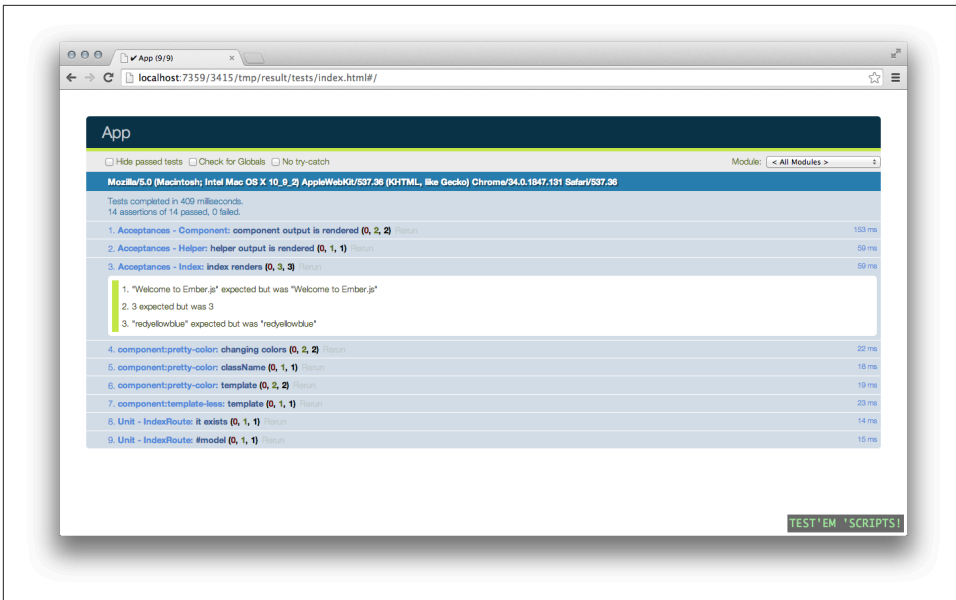 ✔ App (9/9) ×
localhost:7359/3415/tmp/result/tests/index.html#/
App
Hide passed tests Check for Globals No try-catch Module: < All Modules >
Mozilla/5.0 (Macintosh; Intel Mac OS X 10_9_2) AppleWebKit/537.36 (KHTML, like Gecko) Chrome/34.0.1847.131 Safari/537.36
Tests completed in 409 milliseconds.
14 assertions of 14 passed, 0 failed.
1. Acceptances - Component: component output is rendered (0, 2, 2) Rerun 153 ms
2. Acceptances - Helper: helper output is rendered (0, 1, 1) Rerun 59 ms
3. Acceptances - Index: index renders (0, 3, 3) Rerun 59 ms
1. "Welcome to Ember.js" expected but was "Welcome to Ember.js"
2. 3 expected but was 3
3. "redyellowblue" expected but was "redyellowblue"
4. component:pretty-color: changing colors (0, 2, 2) Rerun 22 ms
5. component:pretty-color: className (0, 1, 1) Rerun 18 ms
6. component:pretty-color: template (0, 2, 2) Rerun 19 ms
7. component:template-less: template (0, 1, 1) Rerun 23 ms
8. Unit - IndexRoute: it exists (0, 1, 1) Rerun 14 ms
9. Unit - IndexRoute: #model (0, 1, 1) Rerun 15 ms
TEST'EM 'SCRIPTS!